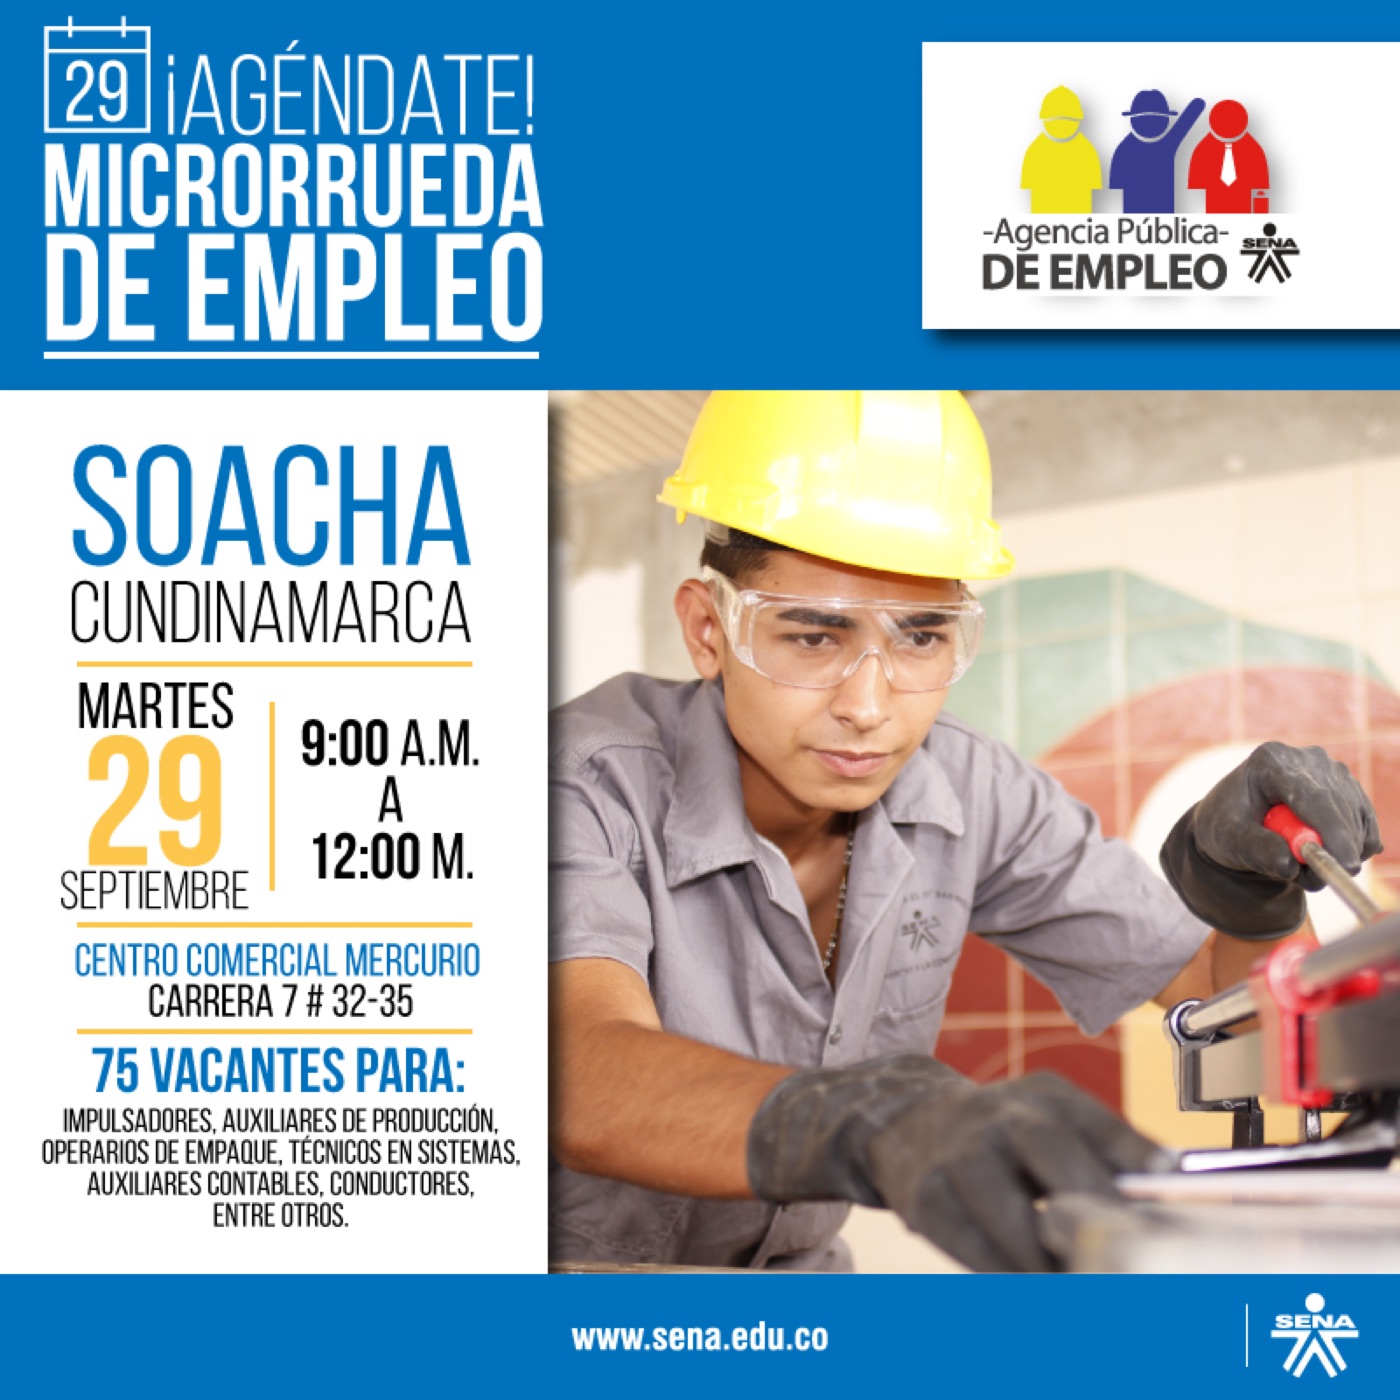 29
¡AGÉNDATE!
MICRORRUEDA
DE EMPLEO
-Agencia Pública-
DE EMPLEO
SENA
SOACHA
CUNDINAMARCA
MARTES
29
SEPTIEMBRE
9:00 A.M.
A
12:00 M.
CENTRO COMERCIAL MERCURIO
CARRERA 7 # 32-35
75 VACANTES PARA:
IMPULSADORES, AUXILIARES DE PRODUCCIÓN,
OPERARIOS DE EMPAQUE, TÉCNICOS EN SISTEMAS,
AUXILIARES CONTABLES, CONDUCTORES,
ENTRE OTROS.
www.sena.edu.co
SENA